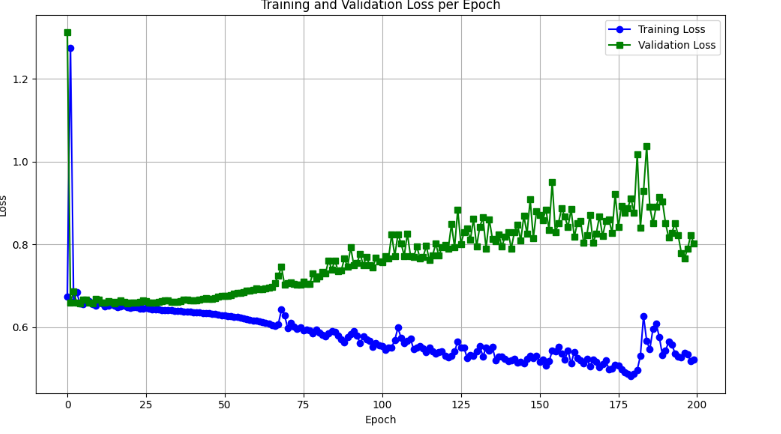 Training and Validation Loss per Epoch
Training Loss
Validation Loss
1.2
1.0
0.8
0.6
Loss
0 25 50 75 100 125 150 175 200
Epoch